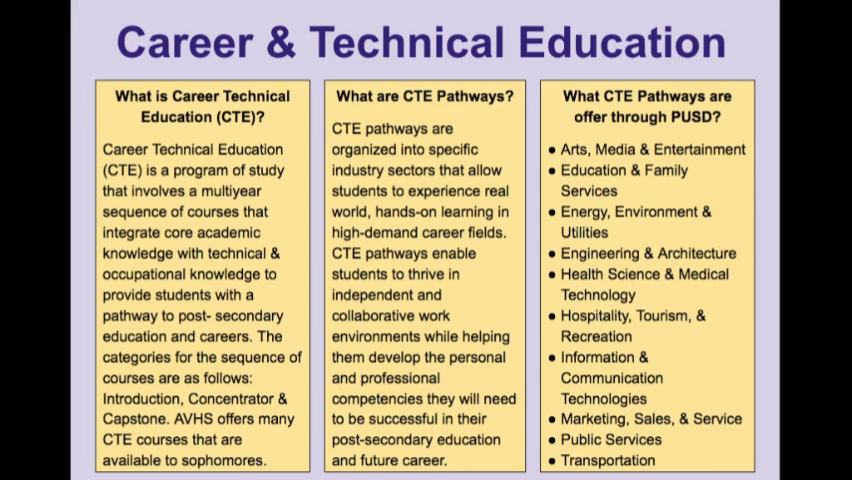 Career & Technical Education
What is Career Technical
Education (CTE)?
Career Technical Education
(CTE) is a program of study
that involves a multiyear
sequence of courses that
integrate core academic
knowledge with technical &
occupational knowledge to
provide students with a
pathway to post- secondary
education and careers. The
categories for the sequence of
courses are as follows:
Introduction, Concentrator &
Capstone. AVHS offers many
CTE courses that are
available to sophomores.
What are CTE Pathways?
CTE pathways are
organized into specific
industry sectors that allow
students to experience real
world, hands-on learning in
high-demand career fields.
CTE pathways enable
students to thrive in
independent and
collaborative work
environments while helping
them develop the personal
and professional
competencies they will need
to be successful in their
post-secondary education
and future career.
What CTE Pathways are
offer through PUSD?
● Arts, Media & Entertainment
● Education & Family
Services
● Energy, Environment &
Utilities
● Engineering & Architecture
● Health Science & Medical
Technology
● Hospitality, Tourism, &
Recreation
● Information &
Communication
Technologies
● Marketing, Sales, & Service
● Public Services
● Transportation